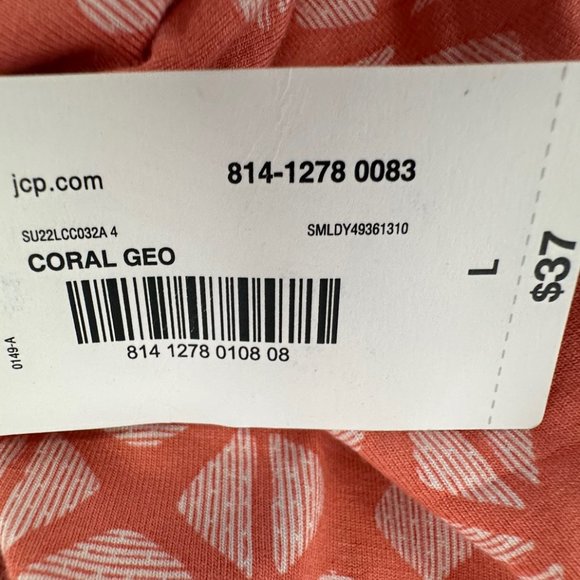 jcp.com
814-1278 0083
SU22LCC032A 4
SMLDY49361310
CORAL GEO
L
$37
814 1278 0108 08
0149-A